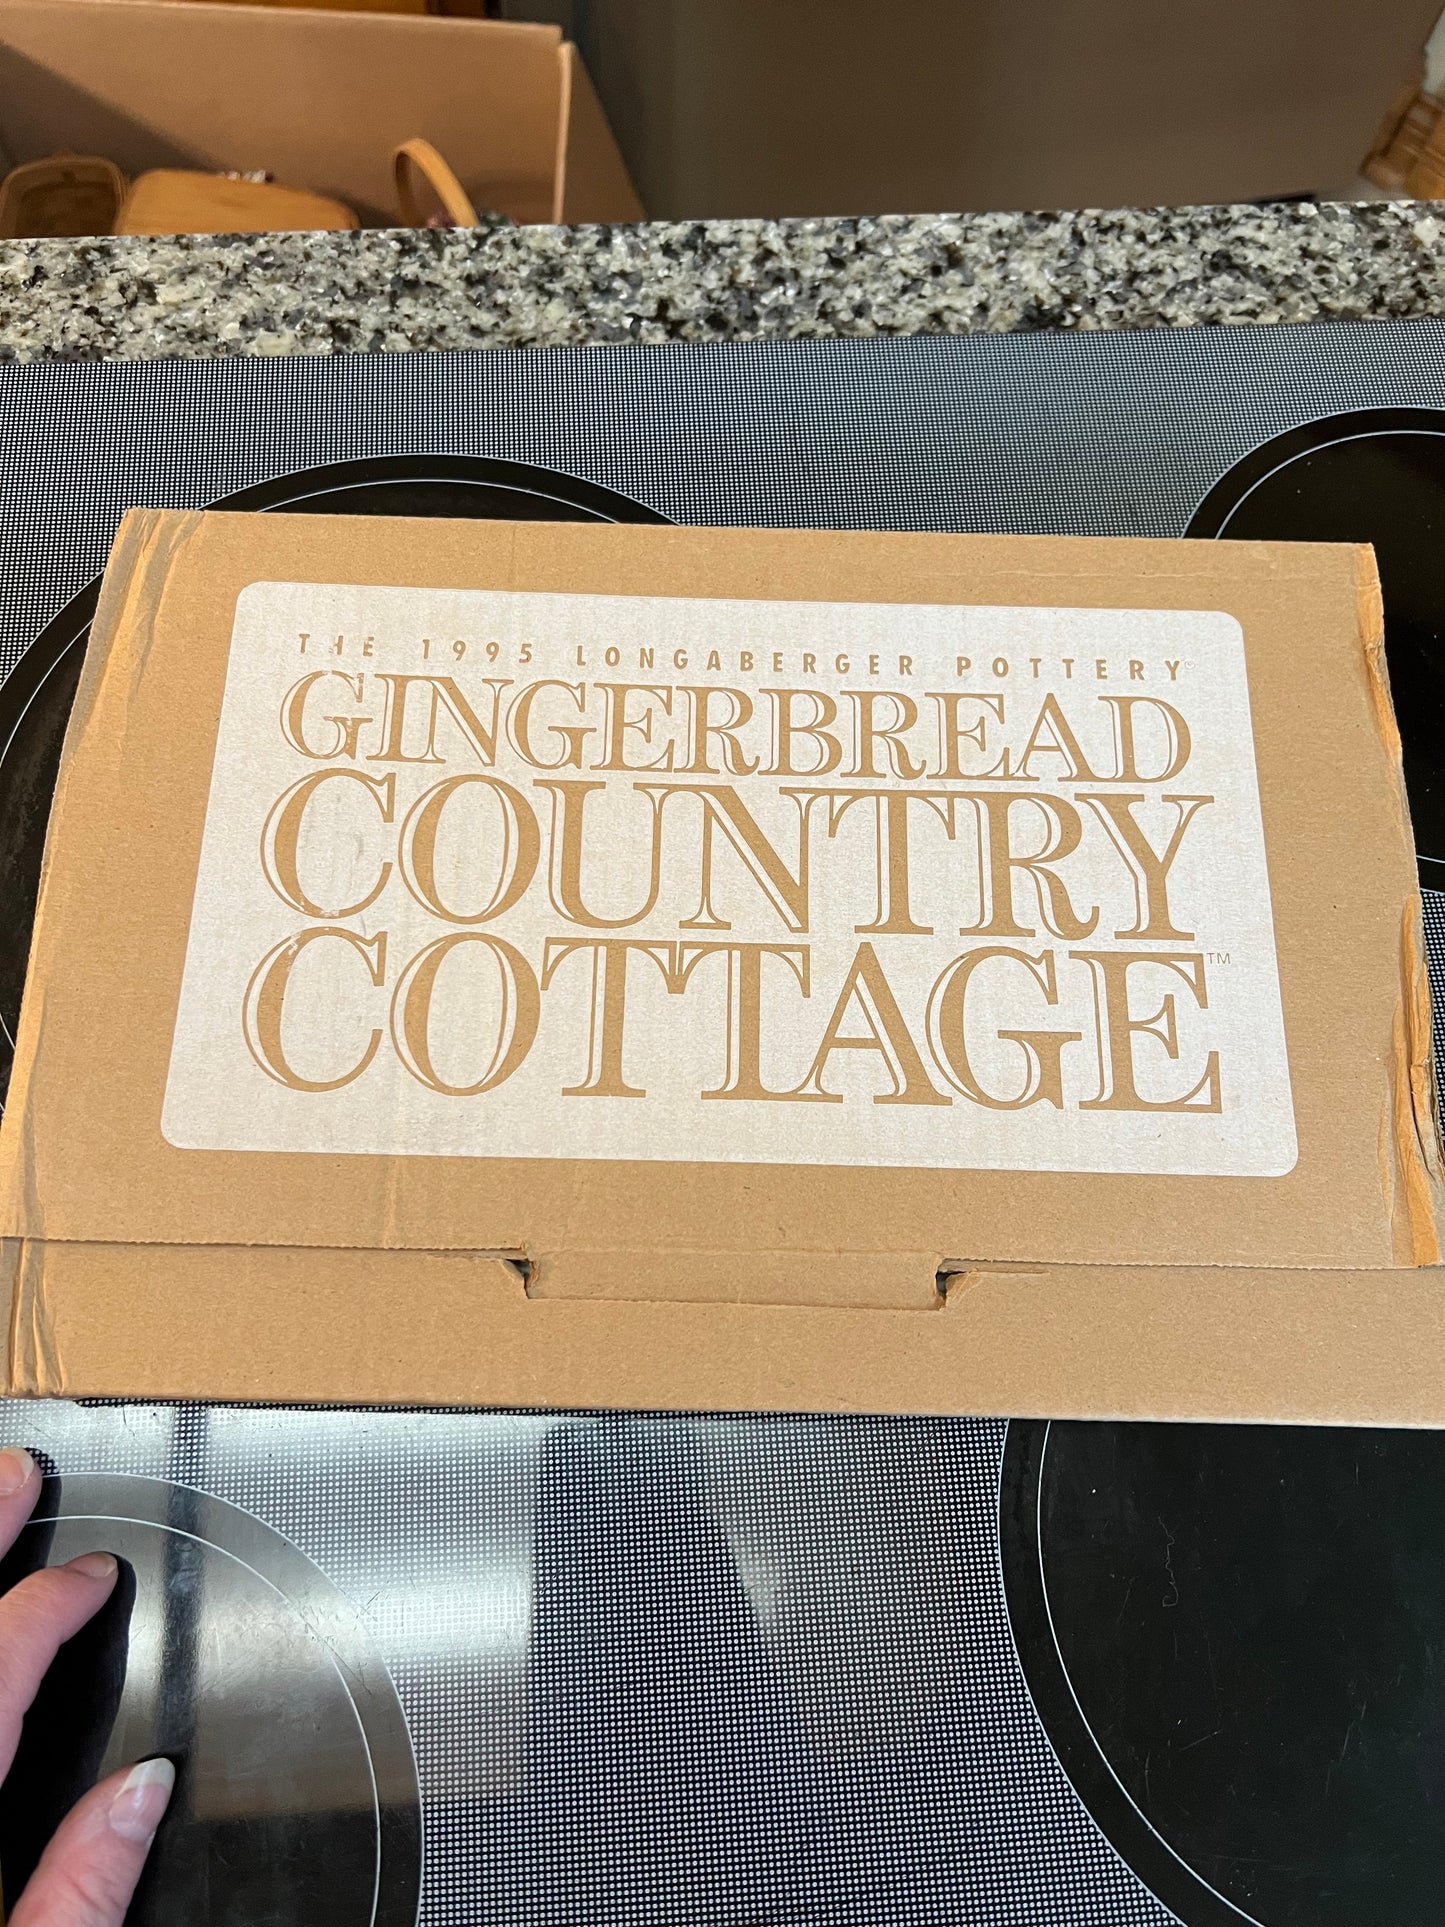 THE 1995 LONGABERGER POTTERY®
GINGERBREAD
COUNTRY
COTTAGE™